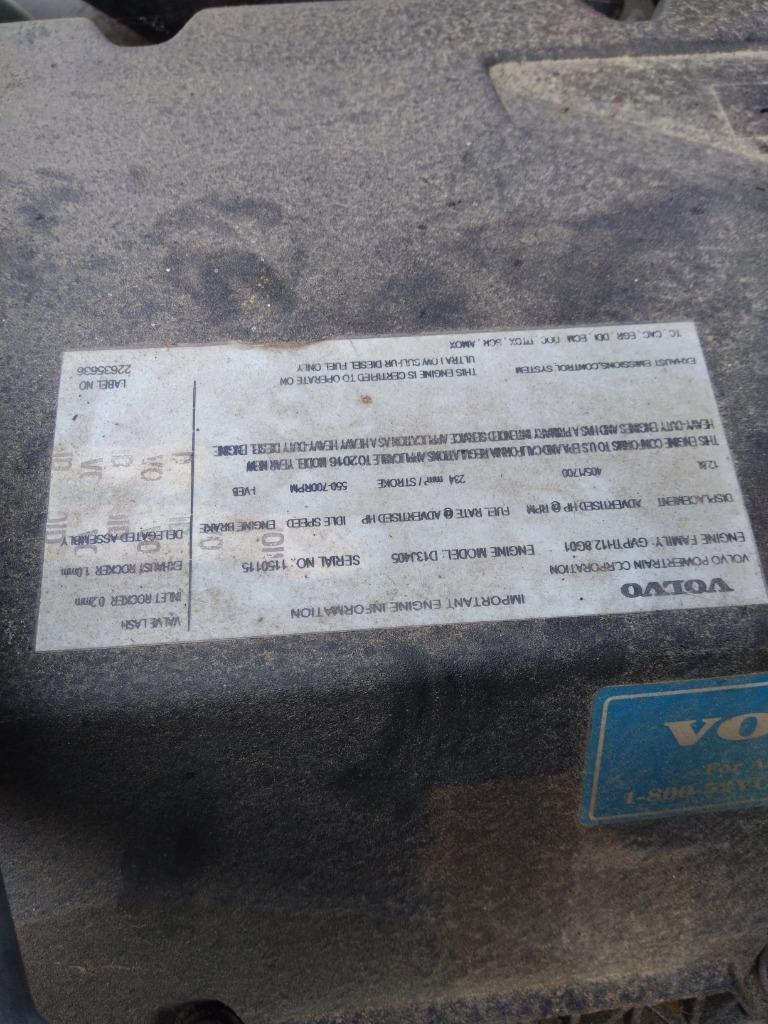 VOLVO
IMPORTANT ENGINE INFORMATION
VOLVO POWERTRAIN CORPORATION
ENGINE FAMILY: GVPTH12.8G01 ENGINE MODEL: D13J405 SERIAL NO.: 1150115
DISPLACEMENT ADVERTISED HP @ RPM FUEL RATE @ ADVERTISED HP IDLE SPEED ENGINE BRAKE
12.8L 405/1700 234 mm³ / STROKE 550-700RPM I-VEB
THIS ENGINE CONFORMS TO US EPA AND CALIFORNIA REGULATIONS APPLICABLE TO 2016 MODEL YEAR NEW
HEAVY-DUTY ENGINES AND HAS A PRIMARY INTENDED SERVICE APPLICATION AS A HEAVY HEAVY-DUTY DIESEL ENGINE
EXHAUST EMISSIONS CONTROL SYSTEM
TC, CAC, EGR, DDI, ECM, DOC, PTOX, SCR, AMOX
THIS ENGINE IS CERTIFIED TO OPERATE ON
ULTRA LOW SULFUR DIESEL FUEL ONLY
VALVE LASH
INLET ROCKER 0.2mm
EXHAUST ROCKER 1.0mm
DELEGATED ASSEMBLY
LABEL NO
22635636
VO
For A